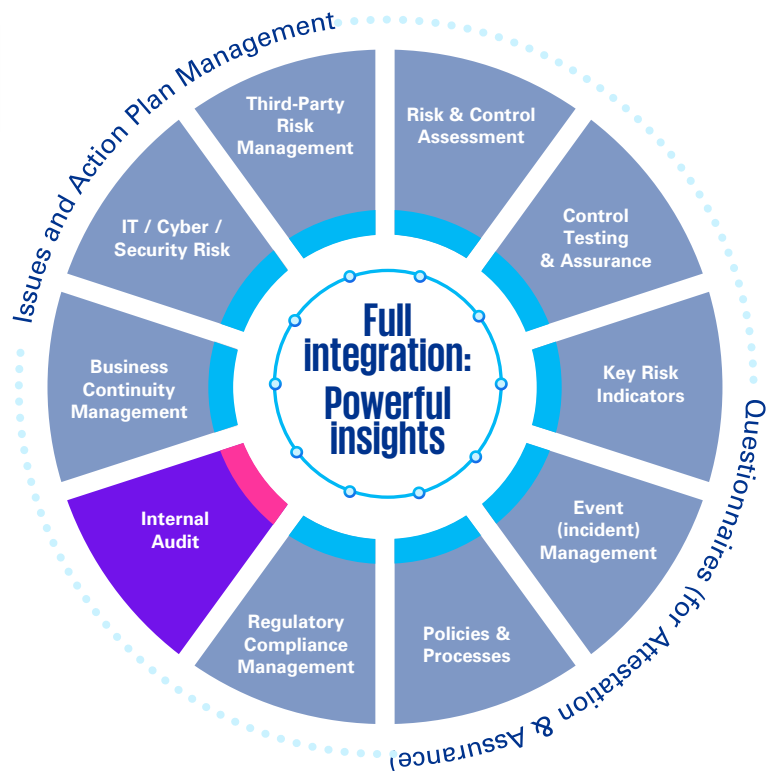 Issues and Action Plan Management
Third-Party
Risk
Management
Risk & Control
Assessment
IT / Cyber /
Security Risk
Control
Testing
& Assurance
Full
integration:
Powerful
insights
Business
Continuity
Management
Key Risk
Indicators
Internal
Audit
Event
(incident)
Management
Regulatory
Compliance
Management
Policies &
Processes
Questionnaires (for Attestation & Assurance)